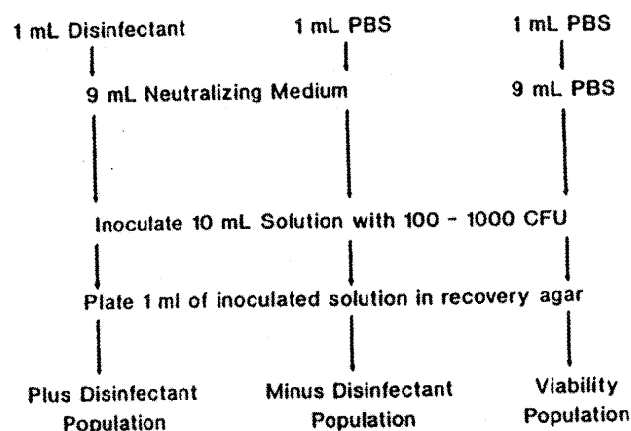 1 mL Disinfectant 1 mL PBS 1 mL PBS
9 mL Neutralizing Medium 9 mL PBS
Inoculate 10 mL Solution with 100 - 1000 CFU
Plate 1 ml of inoculated solution in recovery agar
Plus Disinfectant Minus Disinfectant Viability
Population Population Population